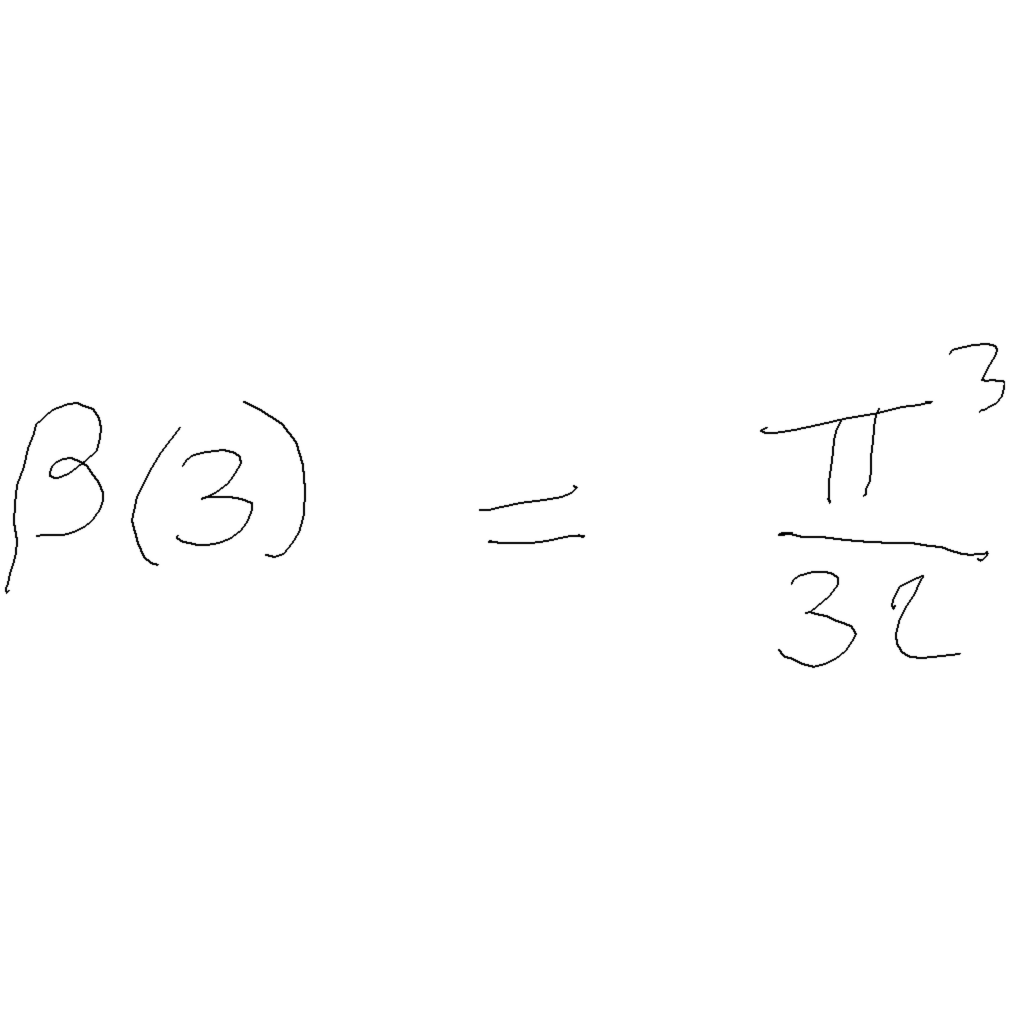 β(3) = π³/32